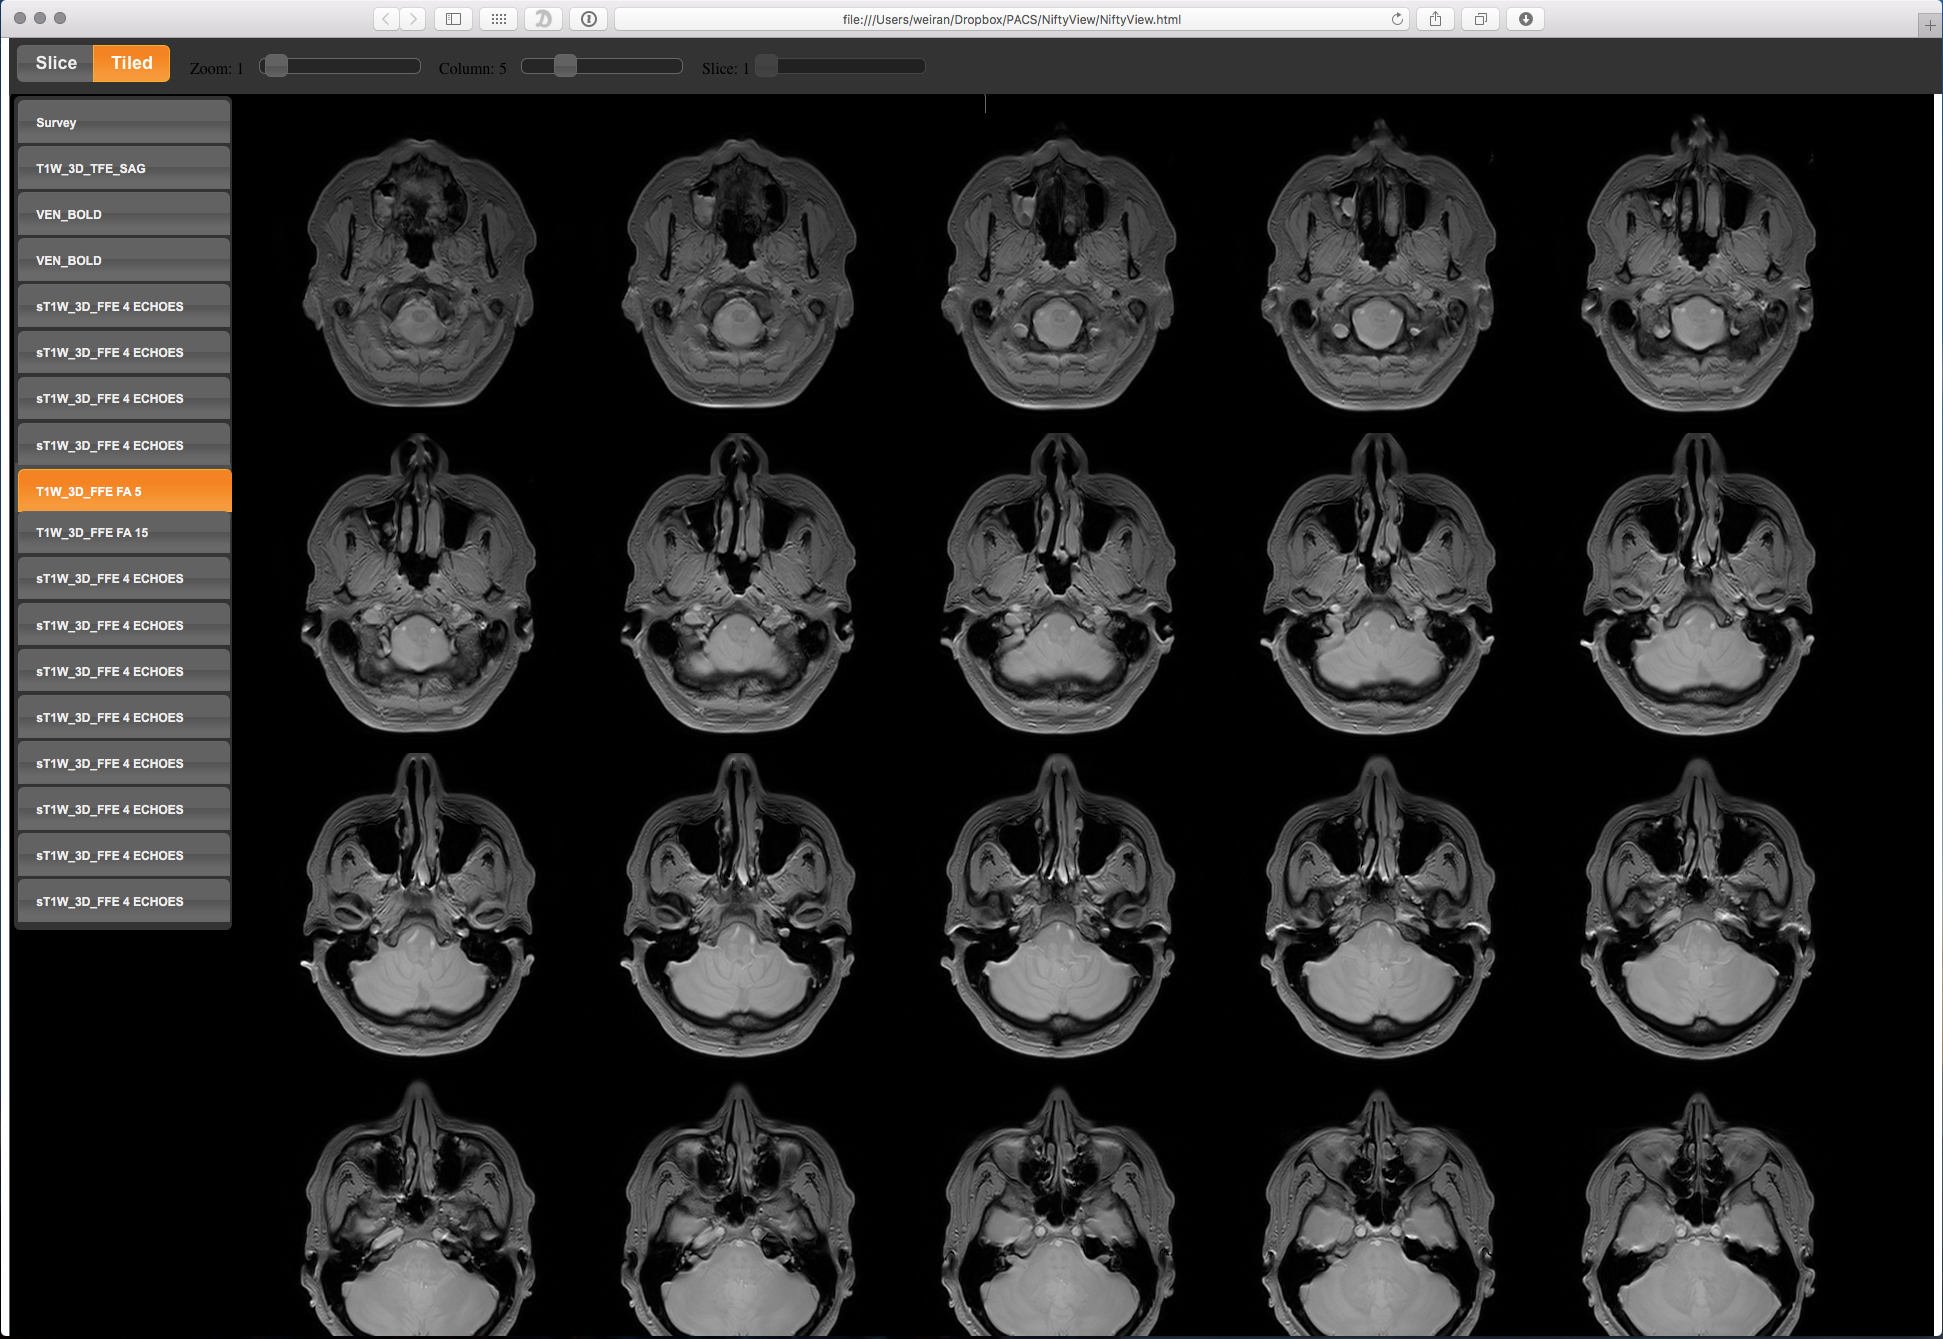 file:///Users/weiran/Dropbox/PACS/NiftyView/NiftyView.html
Slice
Tiled
Zoom: 1
Column: 5
Slice: 1
Survey
T1W_3D_TFE_SAG
VEN_BOLD
VEN_BOLD
sT1W_3D_FFE 4 ECHOES
sT1W_3D_FFE 4 ECHOES
sT1W_3D_FFE 4 ECHOES
sT1W_3D_FFE 4 ECHOES
T1W_3D_FFE FA 5
T1W_3D_FFE FA 15
sT1W_3D_FFE 4 ECHOES
sT1W_3D_FFE 4 ECHOES
sT1W_3D_FFE 4 ECHOES
sT1W_3D_FFE 4 ECHOES
sT1W_3D_FFE 4 ECHOES
sT1W_3D_FFE 4 ECHOES
sT1W_3D_FFE 4 ECHOES
sT1W_3D_FFE 4 ECHOES